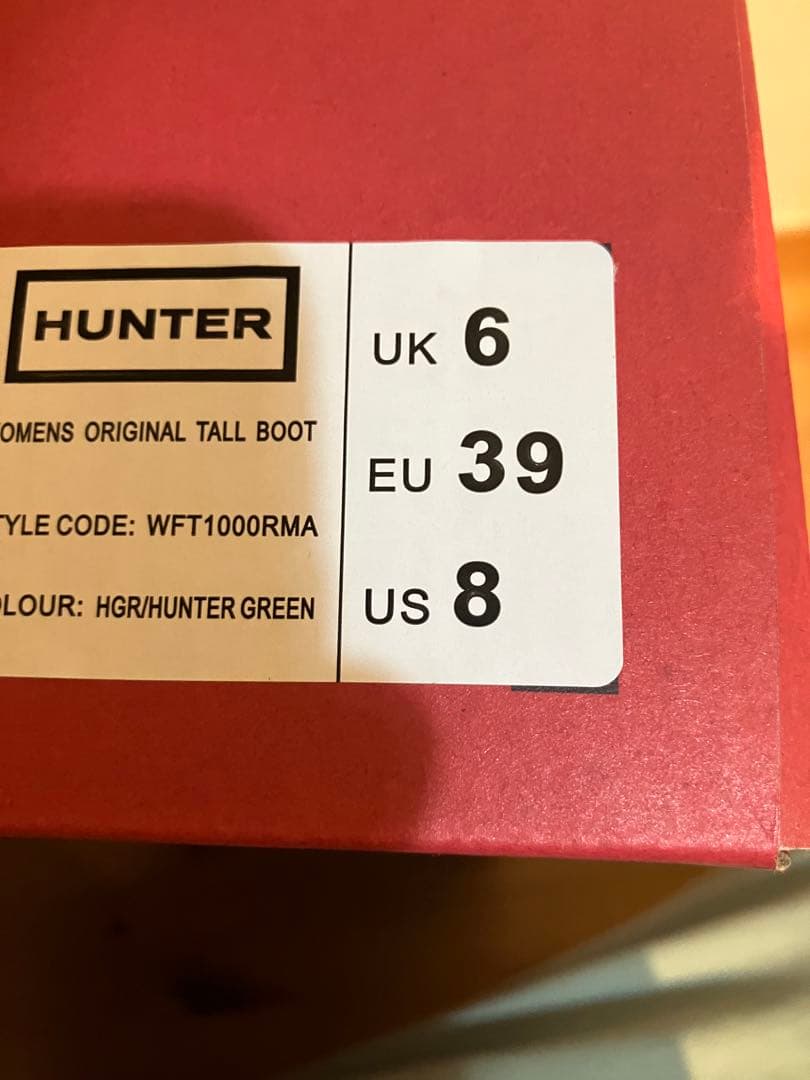 HUNTER
OMENS ORIGINAL TALL BOOT
TYLE CODE: WFT1000RMA
OLOUR: HGR/HUNTER GREEN
UK 6
EU 39
US 8